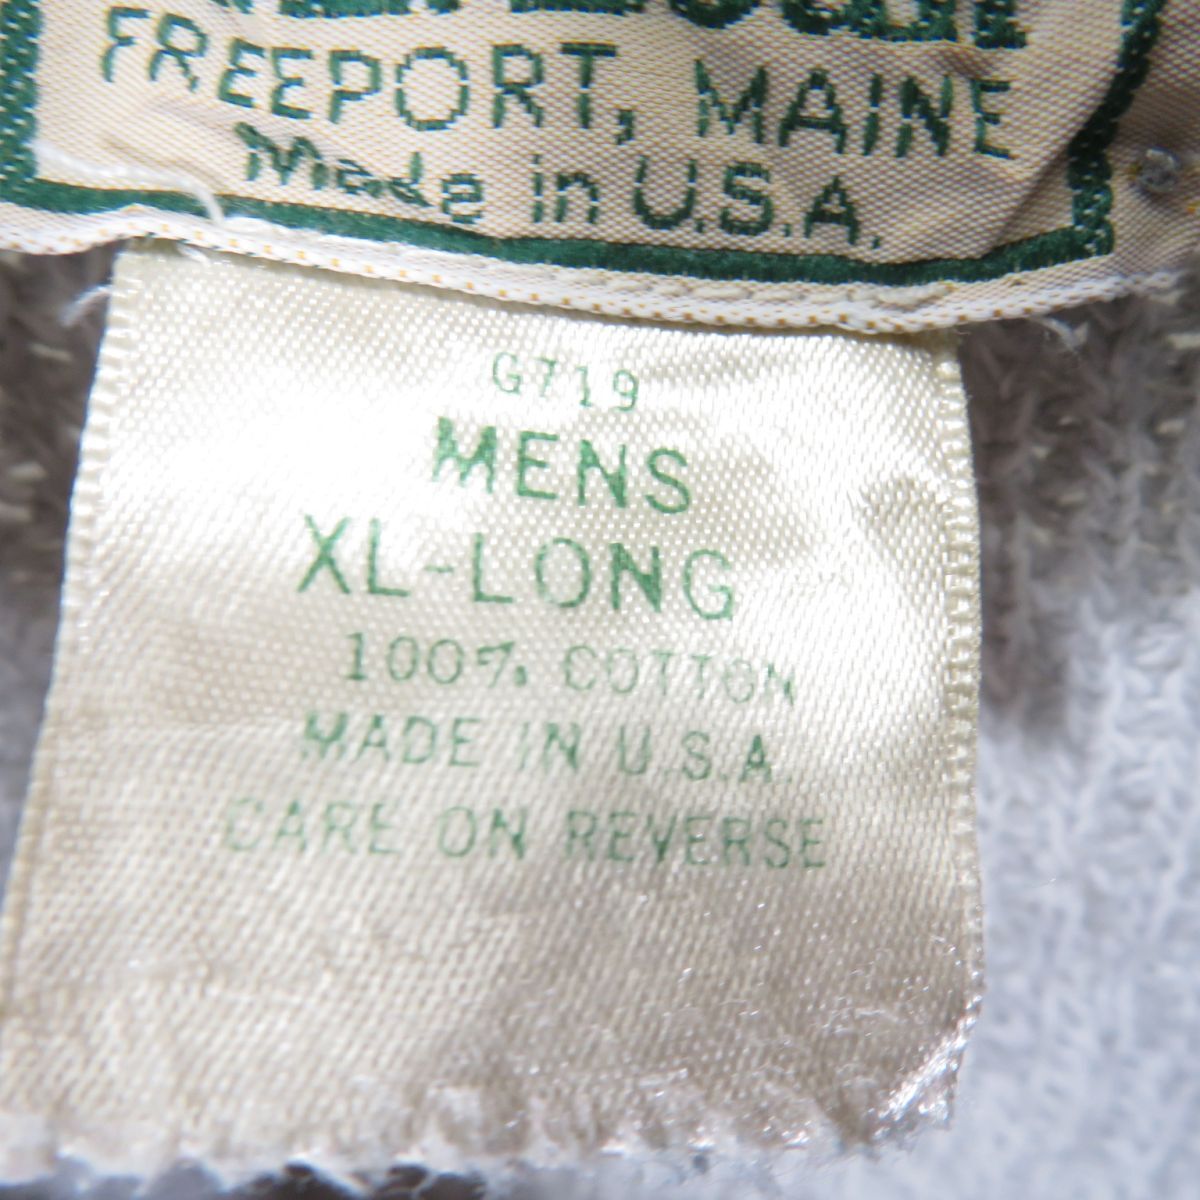 FREEPORT, MAINE
Made in U.S.A.
G719
MENS
XL-LONG
100% COTTON
MADE IN U.S.A.
CARE ON REVERSE